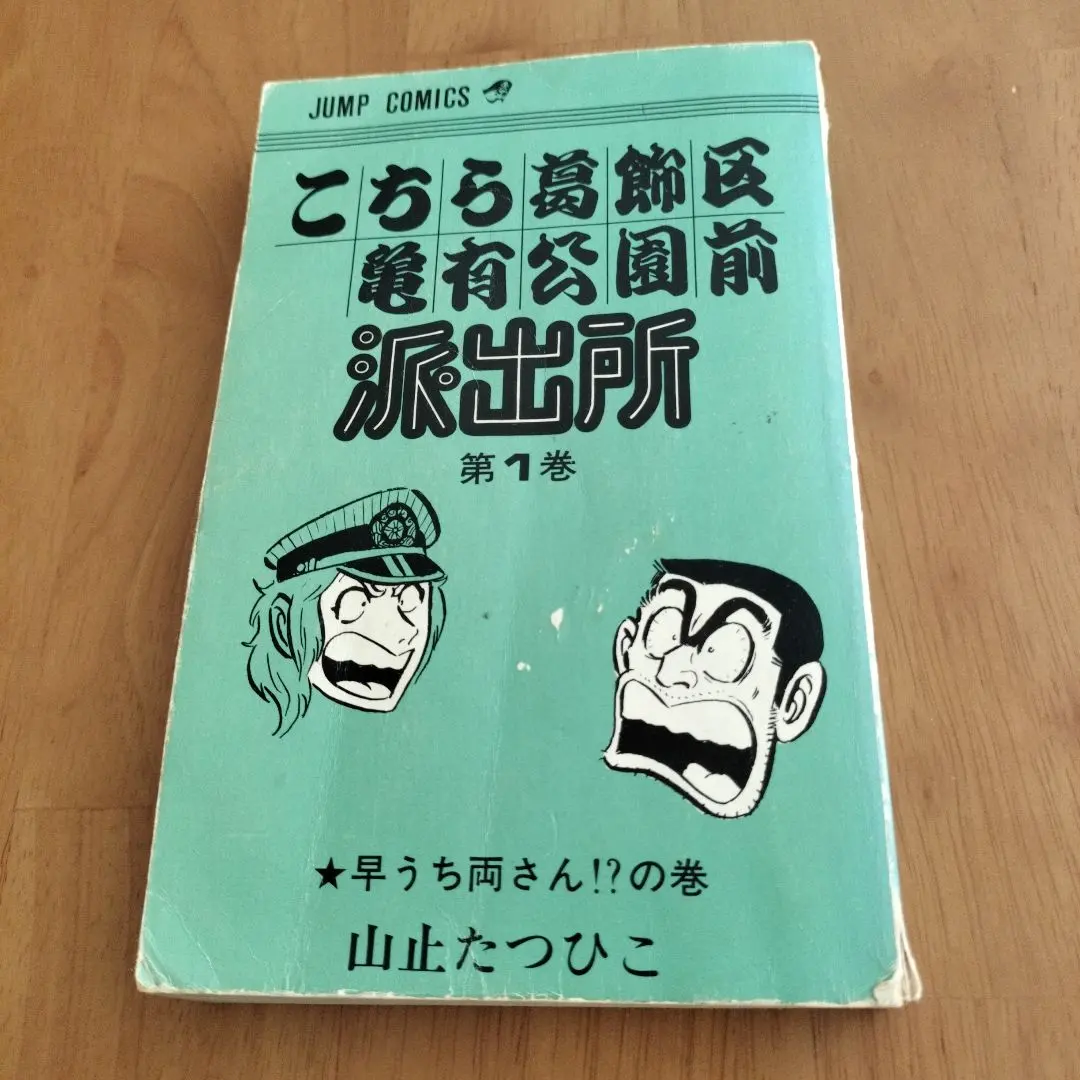 JUMP COMICS
こちら葛飾区
亀有公園前
派出所
第1巻
★早うち両さん!?の巻
山止たつひこ